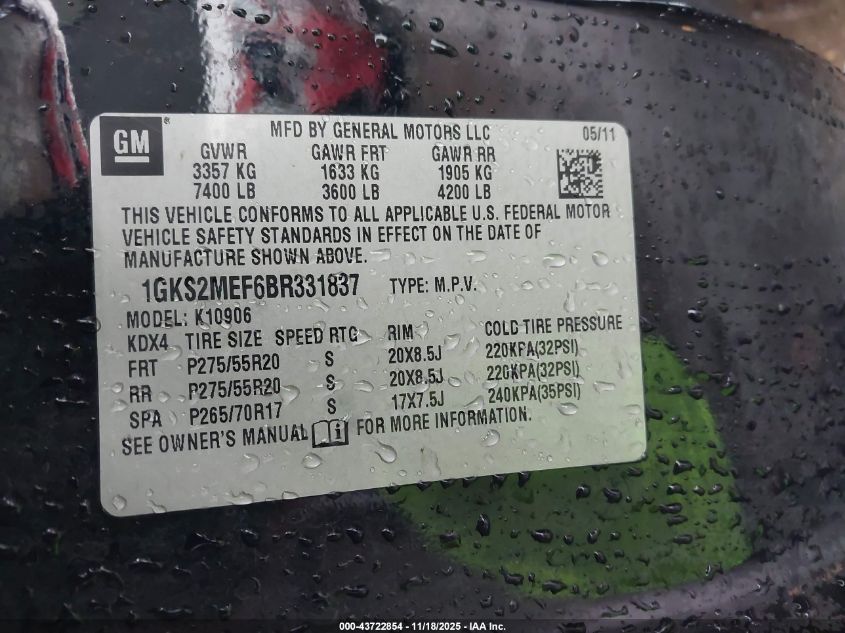 GM
MFD BY GENERAL MOTORS LLC 05/11
GVWR GAWR FRT GAWR RR
3357 KG 1633 KG 1905 KG
7400 LB 3600 LB 4200 LB
THIS VEHICLE CONFORMS TO ALL APPLICABLE U.S. FEDERAL MOTOR
VEHICLE SAFETY STANDARDS IN EFFECT ON THE DATE OF
MANUFACTURE SHOWN ABOVE.
1GKS2MEF6BR331837 TYPE: M.P.V.
MODEL: K10906
KDX4 TIRE SIZE SPEED RTG RIM COLD TIRE PRESSURE
FRT P275/55R20 S 20X8.5J 220KPA(32PSI)
RR P275/55R20 S 20X8.5J 220KPA(32PSI)
SPA P265/70R17 S 17X7.5J 240KPA(35PSI)
SEE OWNER'S MANUAL i FOR MORE INFORMATION.
000-43722854 - 11/18/2025 - IAA Inc.